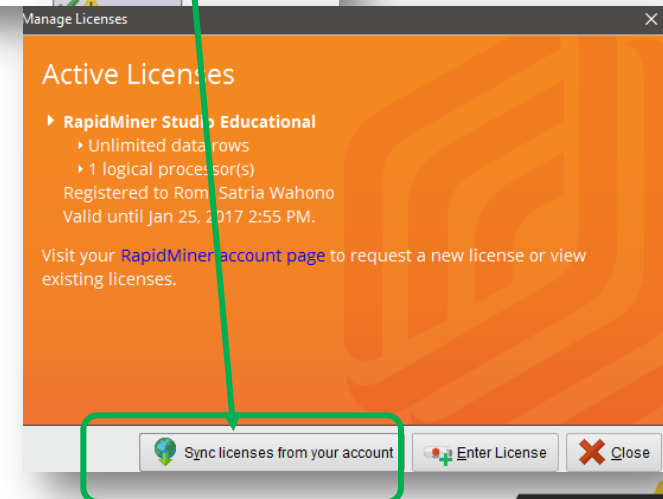 Manage Licenses
Active Licenses
RapidMiner Studio Educational
Unlimited data rows
1 logical processor(s)
Registered to Romi Satria Wahono
Valid until Jan 25, 2017 2:55 PM.
Visit your RapidMiner account page to request a new license or view
existing licenses.
Sync licenses from your account Enter License Close